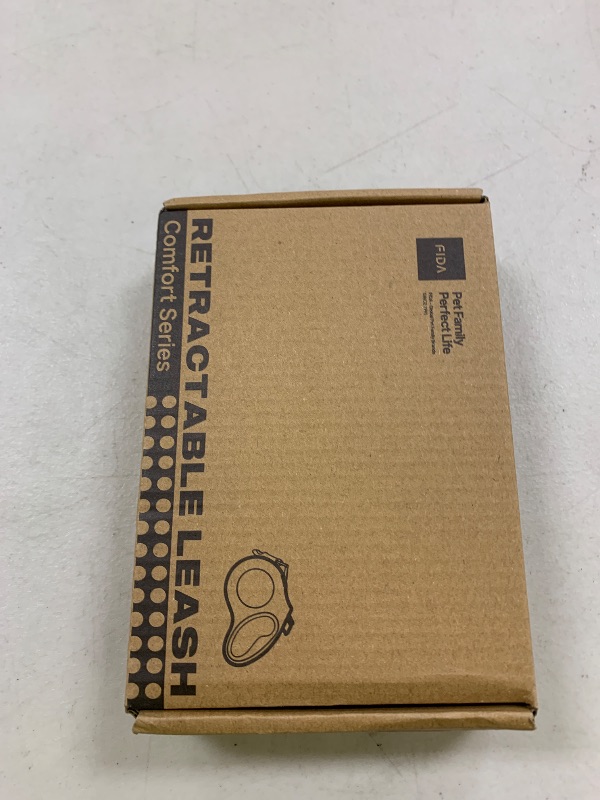 FIDA
Pet Family
Perfect Life
RETRACTABLE LEASH
Comfort Series